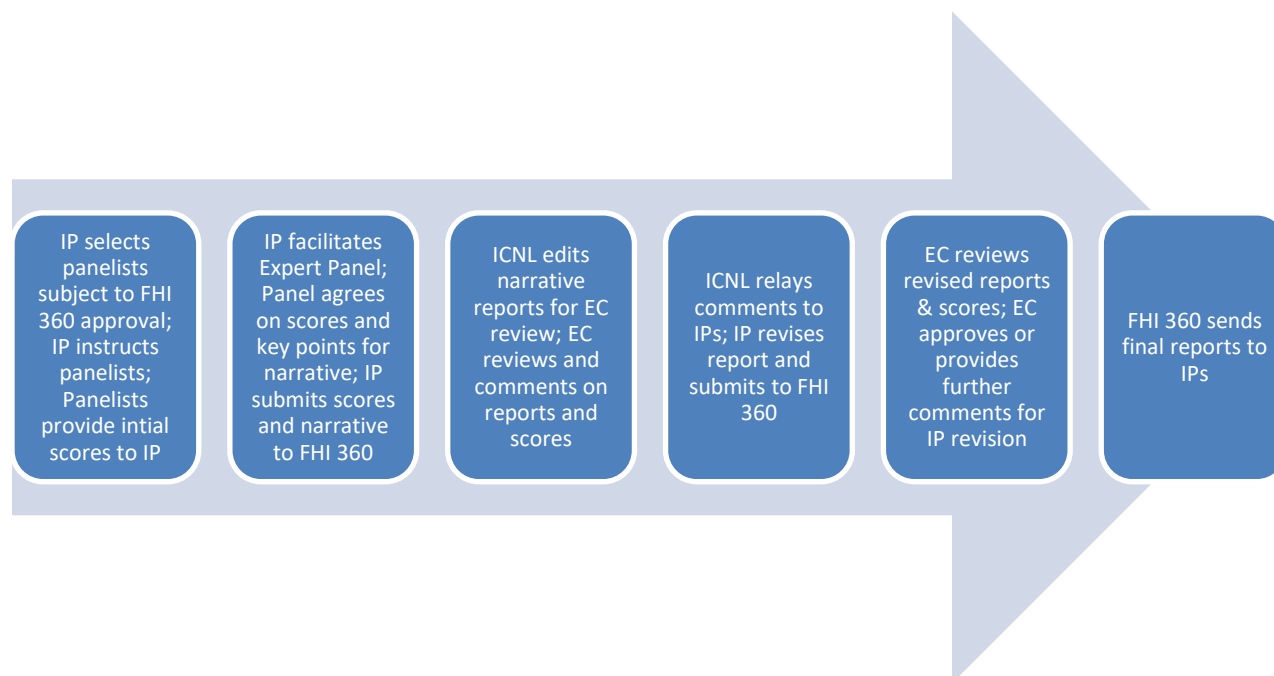 IP selects
panelists
subject to FHI
360 approval;
IP instructs
panelists;
Panelists
provide intial
scores to IP
IP facilitates
Expert Panel;
Panel agrees
on scores and
key points for
narrative; IP
submits scores
and narrative
to FHI 360
ICNL edits
narrative
reports for EC
review; EC
reviews and
comments on
reports and
scores
ICNL relays
comments to
IPs; IP revises
report and
submits to FHI
360
EC reviews
revised reports
& scores; EC
approves or
provides
further
comments for
IP revision
FHI 360 sends
final reports to
IPs